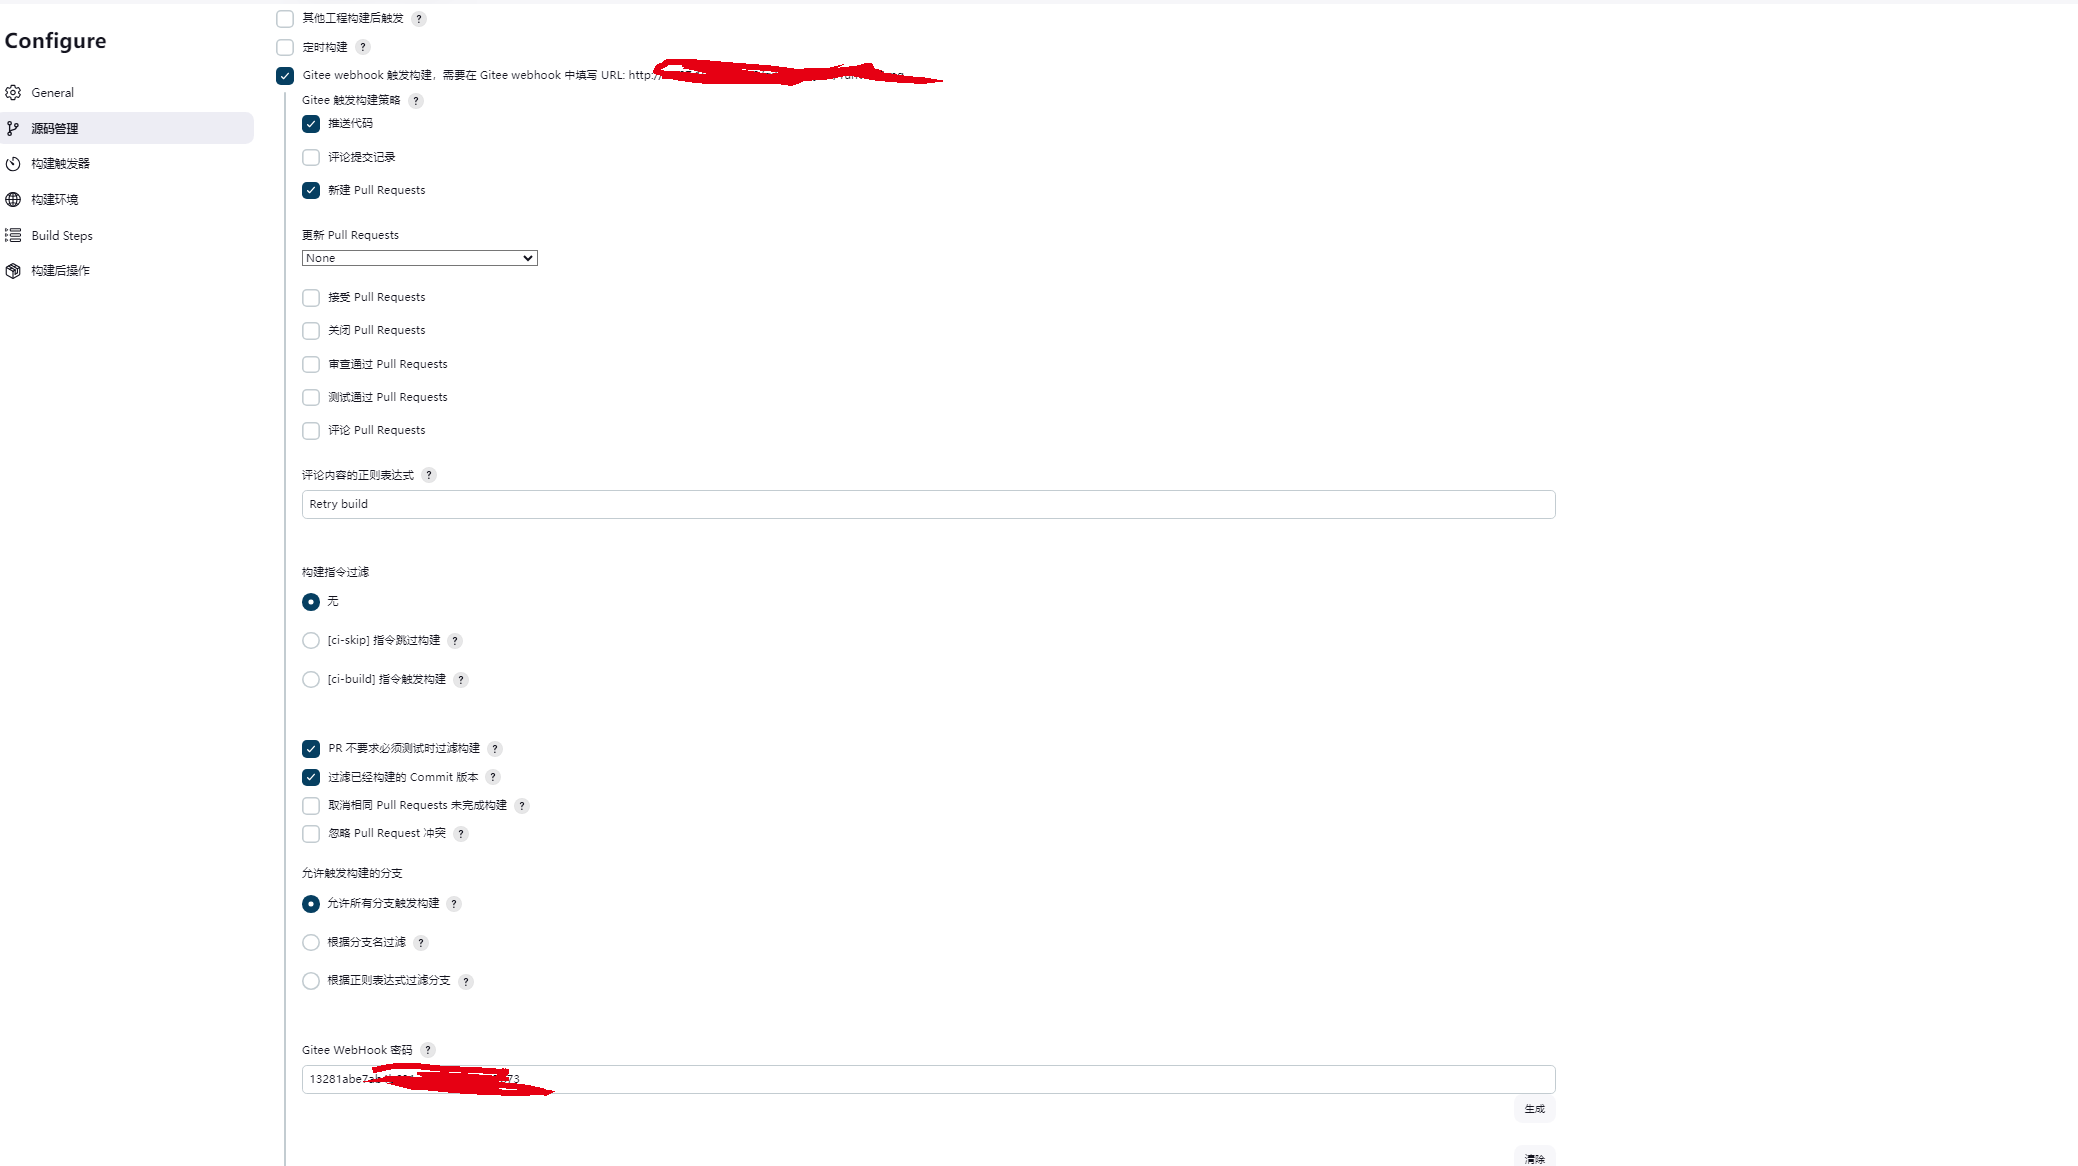 Configure
General
源码管理
构建触发器
构建环境
Build Steps
构建后操作
其他工程构建后触发 ?
定时构建 ?
Gitee webhook 触发构建，需要在 Gitee webhook 中填写 URL: http://
Gitee 触发构建策略 ?
推送代码
评论提交记录
新建 Pull Requests
更新 Pull Requests
None
接受 Pull Requests
关闭 Pull Requests
审查通过 Pull Requests
测试通过 Pull Requests
评论 Pull Requests
评论内容的正则表达式 ?
Retry build
构建指令过滤
无
[ci-skip] 指令跳过构建 ?
[ci-build] 指令触发构建 ?
PR 不要求必须测试时过滤构建 ?
过滤已经构建的 Commit 版本 ?
取消相同 Pull Requests 未完成构建 ?
忽略 Pull Request 冲突 ?
允许触发构建的分支
允许所有分支触发构建 ?
根据分支名过滤 ?
根据正则表达式过滤分支 ?
Gitee WebHook 密码 ?
生成
清除